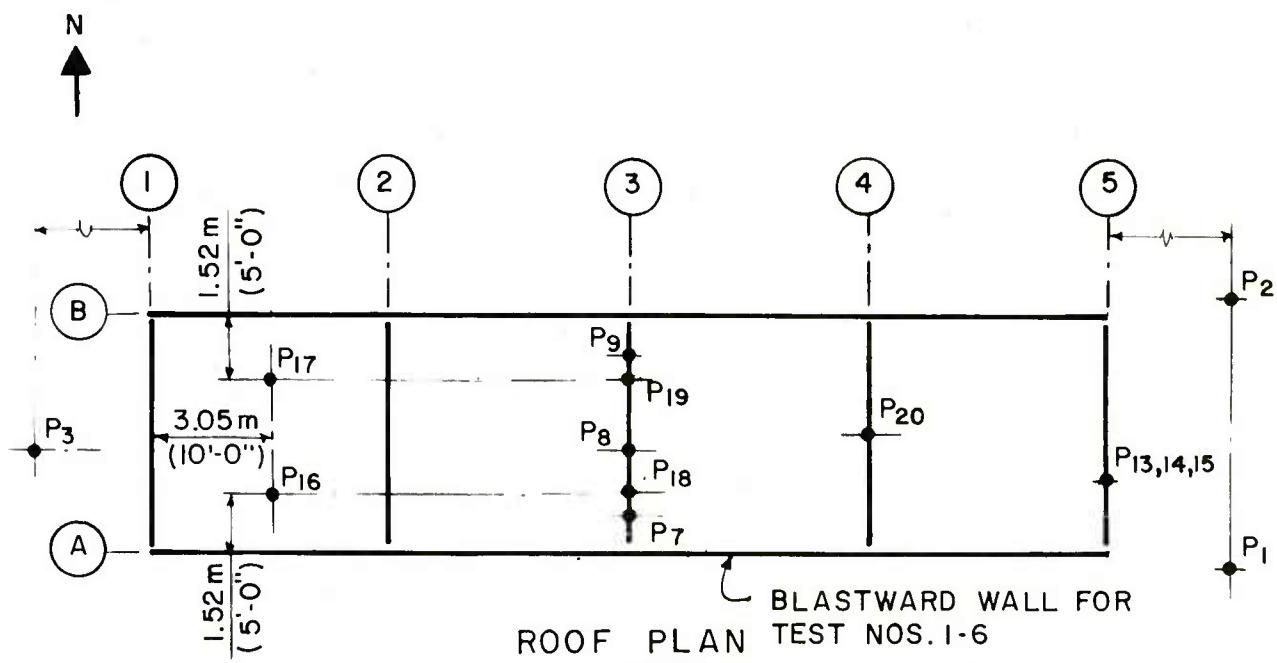 N
1
2
3
4
5
1.52 m
(5'-0")
B
P2
P9
P17
P19
3.05 m
(10'-0")
P3
P8
P20
P16
P18
P13,14,15
P7
A
P1
1.52 m
(5'-0")
BLASTWARD WALL FOR
TEST NOS. 1-6
ROOF PLAN